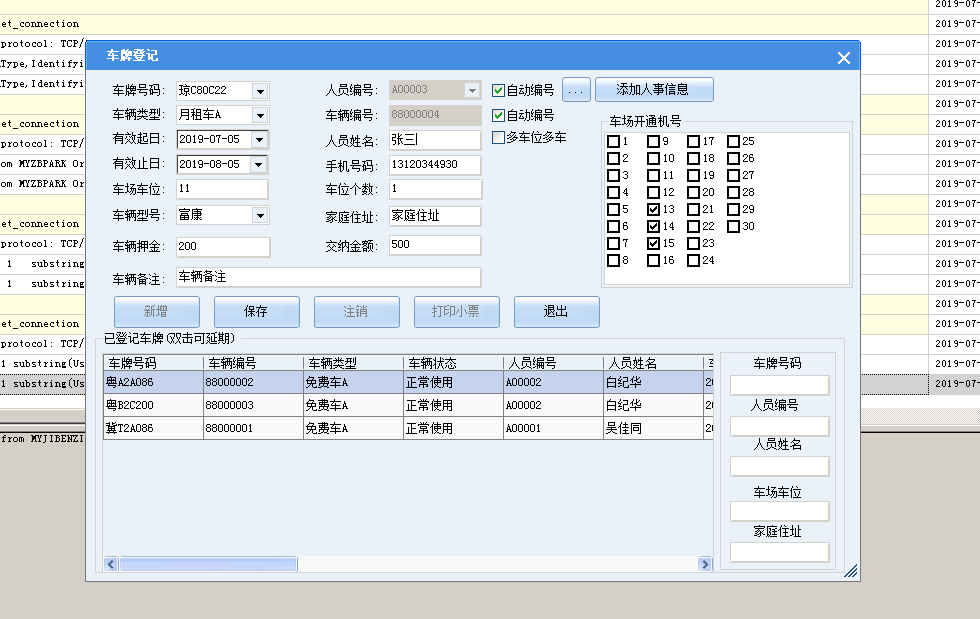 2019-07-
et_connection 2019-07-
protocol: TCP/ 2019-07-
车牌登记
Type,Identifyi 2019-07-
Type,Identifyi 2019-07-
2019-07-
et_connection 2019-07-
protocol: TCP/ 2019-07-
om MYZBPARK Or 2019-07-
om MYZBPARK Or 2019-07-
2019-07-
et_connection 2019-07-
protocol: TCP/ 2019-07-
1 substring 2019-07-
1 substring 2019-07-
2019-07-
et_connection 2019-07-
protocol: TCP/ 2019-07-
1 substring(Us 2019-07-
1 substring(Us 2019-07-
from MYJIBENZI
车牌号码: 琼C80C22 人员编号: A00003 自动编号 ... 添加人事信息
车辆类型: 月租车A 车辆编号: 88000004 自动编号
有效起日: 2019-07-05 人员姓名: 张三 多车位多车
有效止日: 2019-08-05 手机号码: 13120344930
车场车位: 11 车位个数: 1
车辆型号: 富康 家庭住址: 家庭住址
车辆押金: 200 交纳金额: 500
车辆备注: 车辆备注
车场开通机号
1 9 17 25
2 10 18 26
3 11 19 27
4 12 20 28
5 13 21 29
6 14 22 30
7 15 23
8 16 24
新增 保存 注销 打印小票 退出
已登记车牌(双击可延期)
车牌号码 车辆编号 车辆类型 车辆状态 人员编号 人员姓名
粤A2A086 88000002 免费车A 正常使用 A00002 白纪华 20
粤B2C200 88000003 免费车A 正常使用 A00002 白纪华 20
冀T2A086 88000001 免费车A 正常使用 A00001 吴佳同 20
车牌号码
人员编号
人员姓名
车场车位
家庭住址